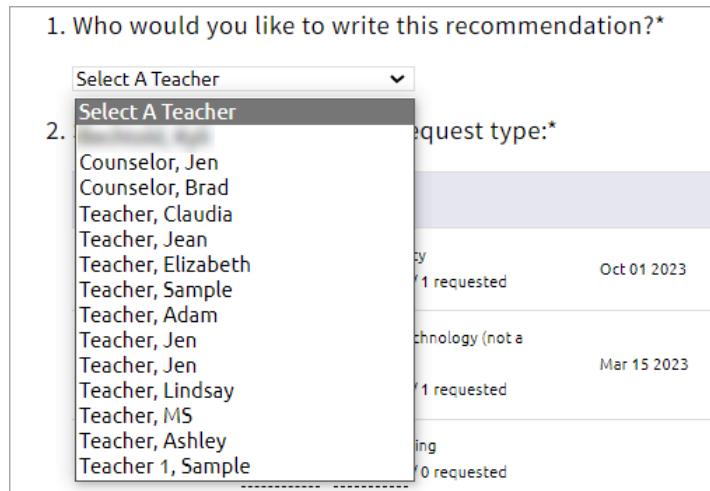 1. Who would you like to write this recommendation?*
Select A Teacher
Select A Teacher
2. equest type:*
Counselor, Jen
Counselor, Brad
Teacher, Claudia
Teacher, Jean
Teacher, Elizabeth
Teacher, Sample
Teacher, Adam
Teacher, Jen
Teacher, Jen
Teacher, Lindsay
Teacher, MS
Teacher, Ashley
Teacher 1, Sample
cy
/ 1 requested
Oct 01 2023
chnology (not a
/ 1 requested
Mar 15 2023
ing
/ 0 requested